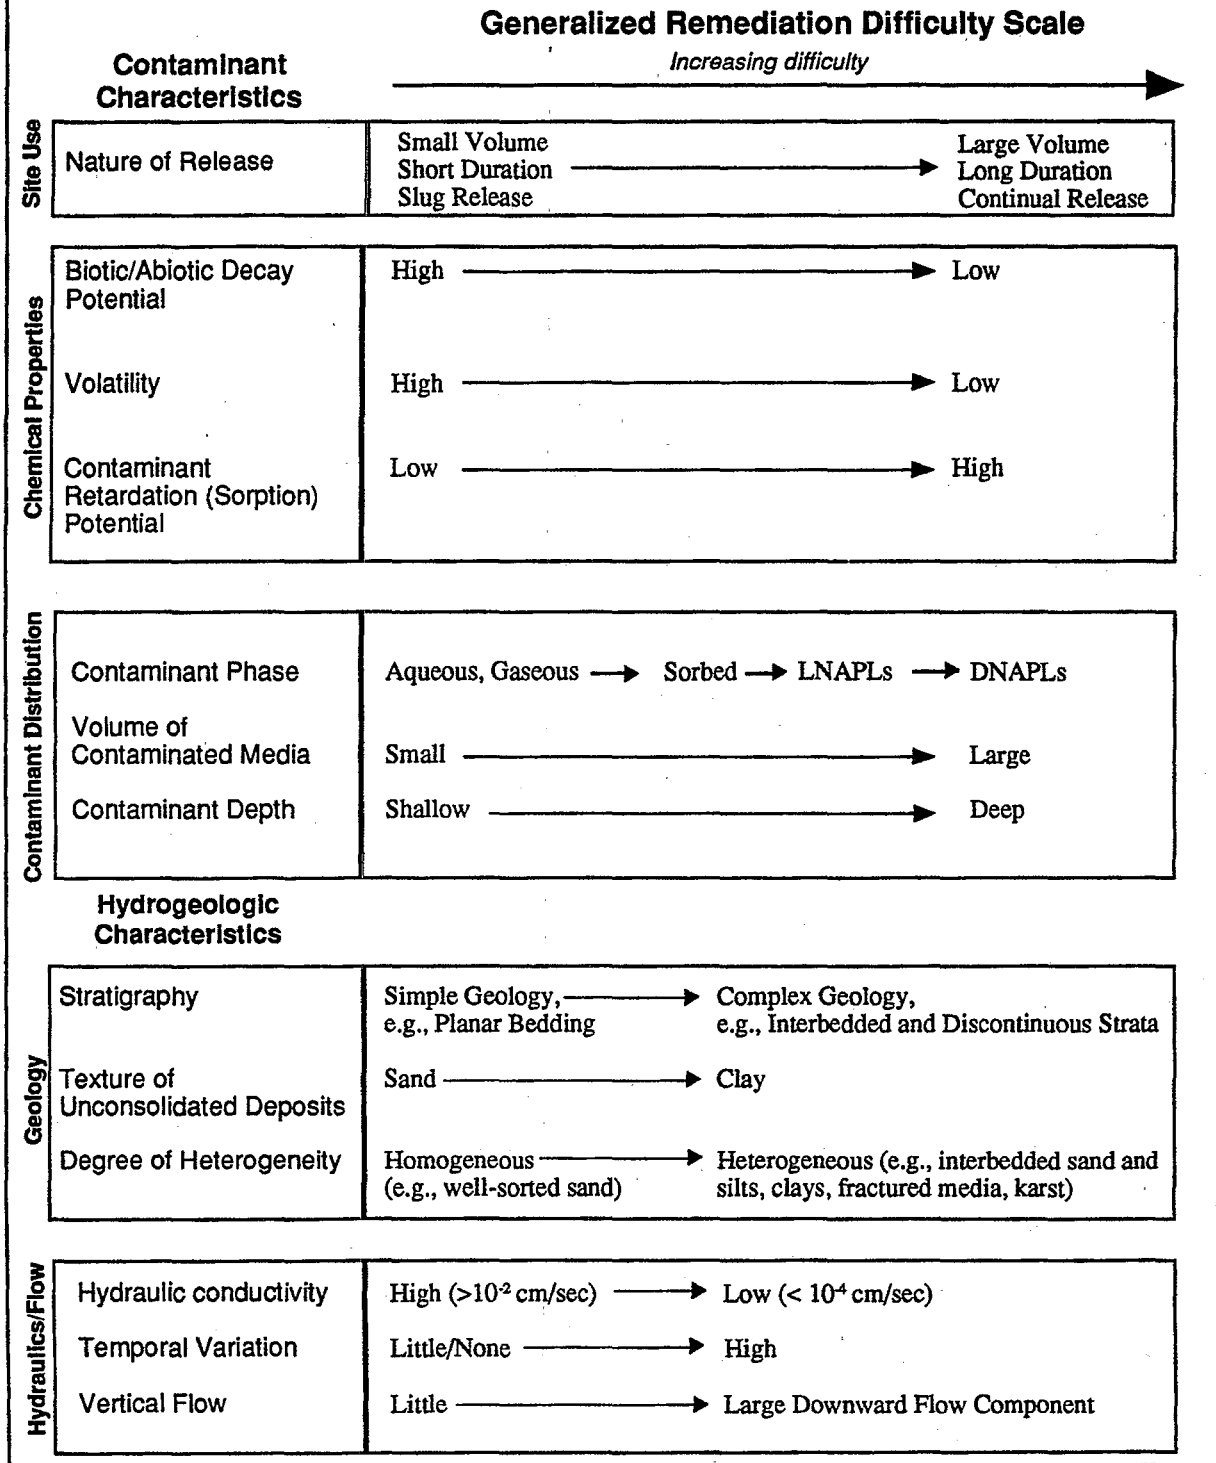 Generalized Remediation Difficulty Scale
Increasing difficulty
Contaminant
Characteristics
Site Use
Nature of Release
Small Volume
Short Duration
Slug Release
Large Volume
Long Duration
Continual Release
Chemical Properties
Biotic/Abiotic Decay
Potential
High
Low
Volatility
High
Low
Contaminant
Retardation (Sorption)
Potential
Low
High
Contaminant Distribution
Contaminant Phase
Aqueous, Gaseous
Sorbed
LNAPLs
DNAPLs
Volume of
Contaminated Media
Small
Large
Contaminant Depth
Shallow
Deep
Hydrogeologic
Characteristics
Geology
Stratigraphy
Simple Geology,
e.g., Planar Bedding
Complex Geology,
e.g., Interbedded and Discontinuous Strata
Texture of
Unconsolidated Deposits
Sand
Clay
Degree of Heterogeneity
Homogeneous
(e.g., well-sorted sand)
Heterogeneous (e.g., interbedded sand and
silts, clays, fractured media, karst)
Hydraulics/Flow
Hydraulic conductivity
High (>10⁻² cm/sec)
Low (< 10⁻⁴ cm/sec)
Temporal Variation
Little/None
High
Vertical Flow
Little
Large Downward Flow Component